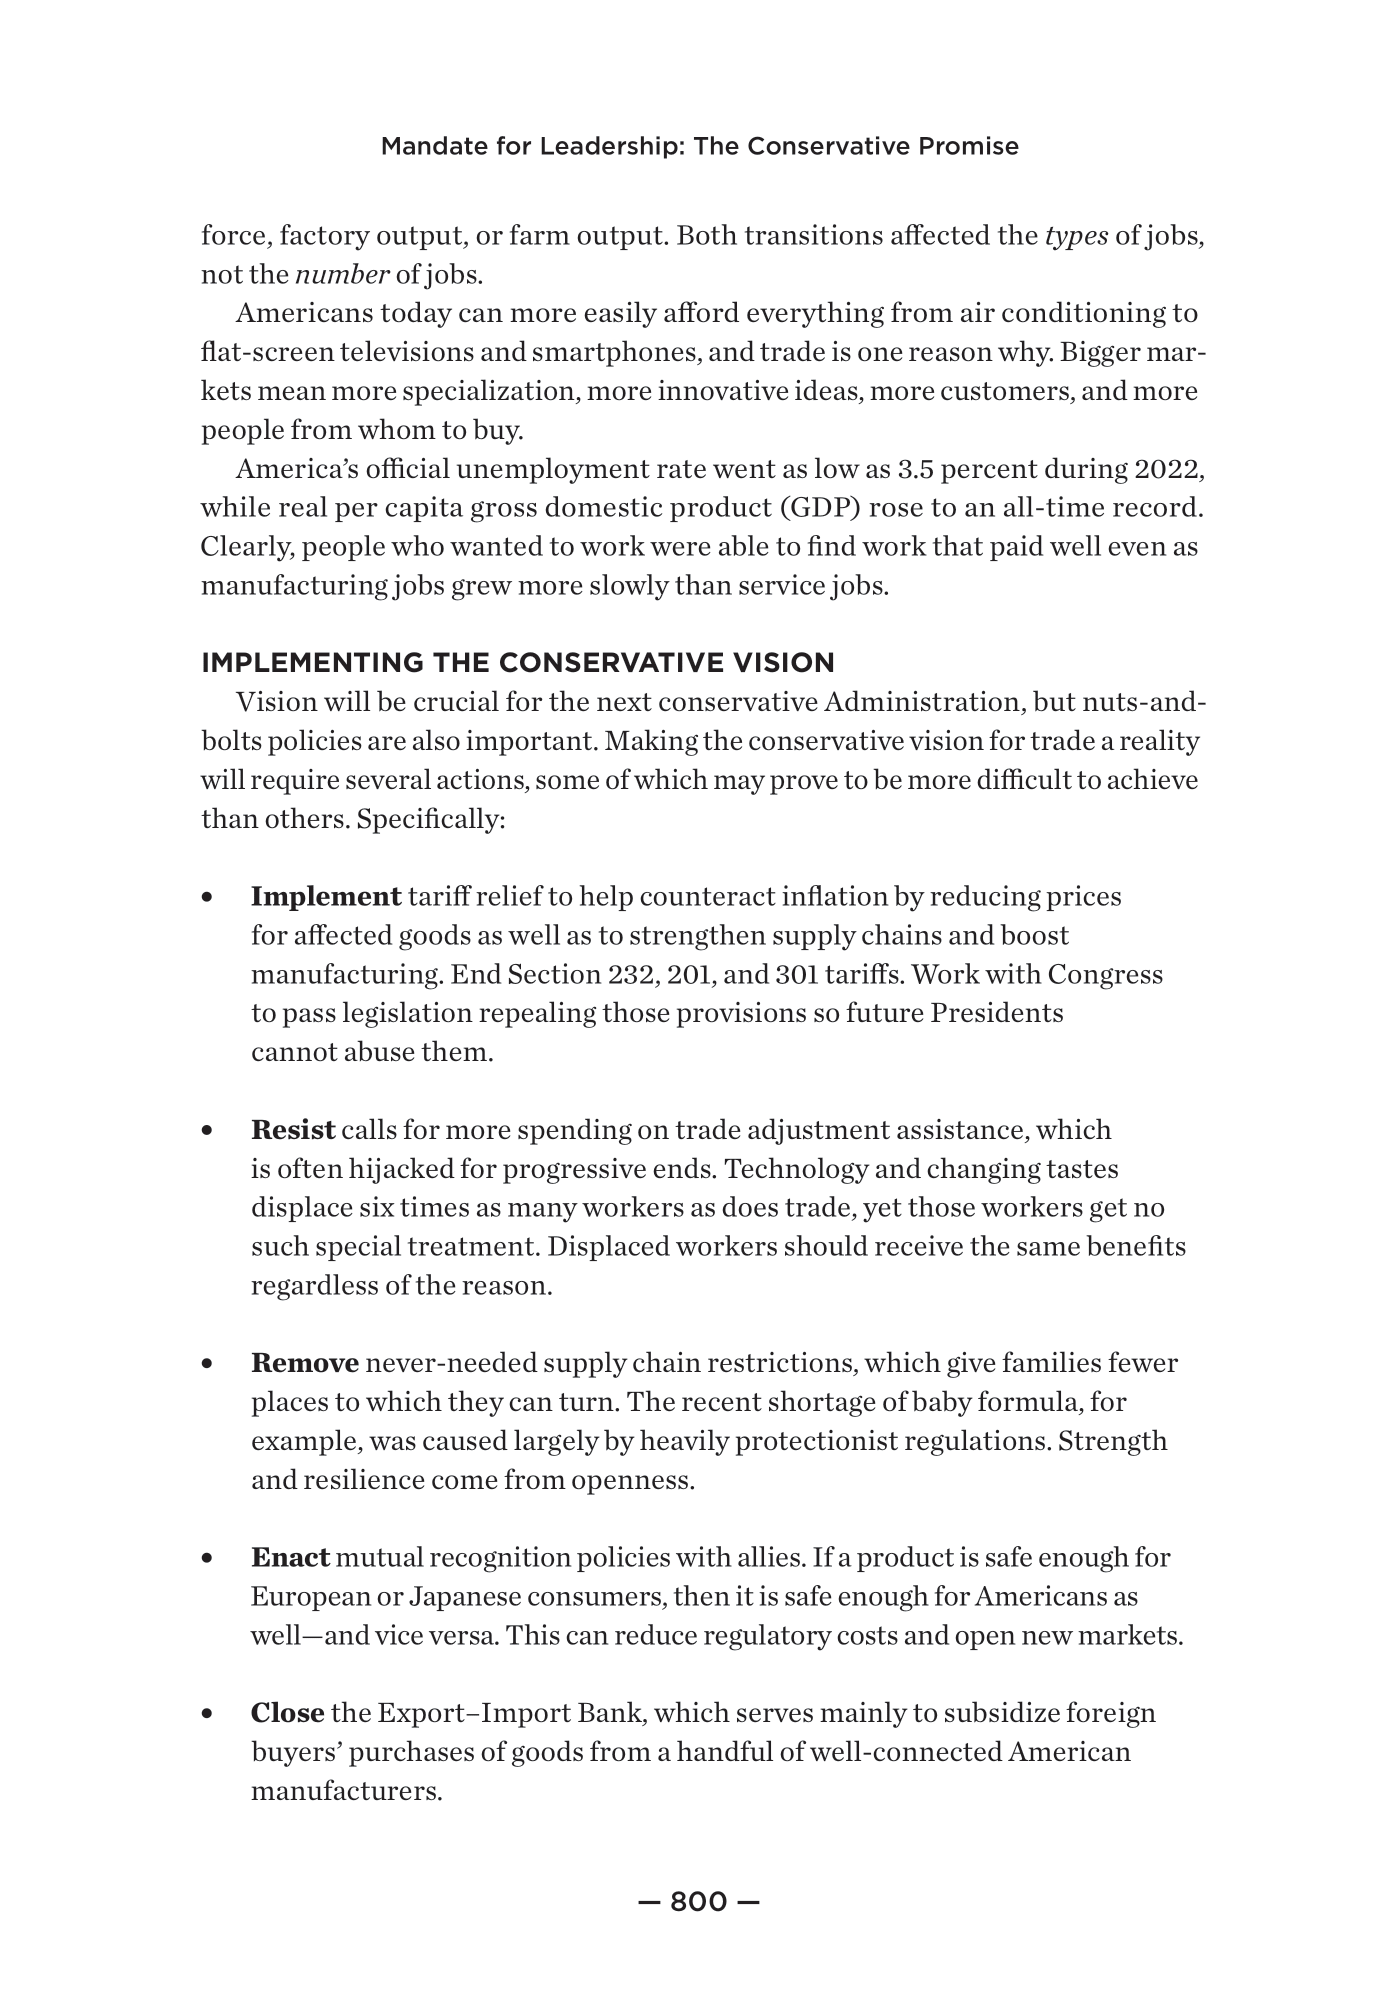 Mandate for Leadership: The Conservative Promise
force, factory output, or farm output. Both transitions affected the types of jobs,
not the number of jobs.
Americans today can more easily afford everything from air conditioning to
flat-screen televisions and smartphones, and trade is one reason why. Bigger mar-
kets mean more specialization, more innovative ideas, more customers, and more
people from whom to buy.
America’s official unemployment rate went as low as 3.5 percent during 2022,
while real per capita gross domestic product (GDP) rose to an all-time record.
Clearly, people who wanted to work were able to find work that paid well even as
manufacturing jobs grew more slowly than service jobs.
IMPLEMENTING THE CONSERVATIVE VISION
Vision will be crucial for the next conservative Administration, but nuts-and-
bolts policies are also important. Making the conservative vision for trade a reality
will require several actions, some of which may prove to be more difficult to achieve
than others. Specifically:
• Implement tariff relief to help counteract inflation by reducing prices
for affected goods as well as to strengthen supply chains and boost
manufacturing. End Section 232, 201, and 301 tariffs. Work with Congress
to pass legislation repealing those provisions so future Presidents
cannot abuse them.
• Resist calls for more spending on trade adjustment assistance, which
is often hijacked for progressive ends. Technology and changing tastes
displace six times as many workers as does trade, yet those workers get no
such special treatment. Displaced workers should receive the same benefits
regardless of the reason.
• Remove never-needed supply chain restrictions, which give families fewer
places to which they can turn. The recent shortage of baby formula, for
example, was caused largely by heavily protectionist regulations. Strength
and resilience come from openness.
• Enact mutual recognition policies with allies. If a product is safe enough for
European or Japanese consumers, then it is safe enough for Americans as
well—and vice versa. This can reduce regulatory costs and open new markets.
• Close the Export–Import Bank, which serves mainly to subsidize foreign
buyers’ purchases of goods from a handful of well-connected American
manufacturers.
— 800 —